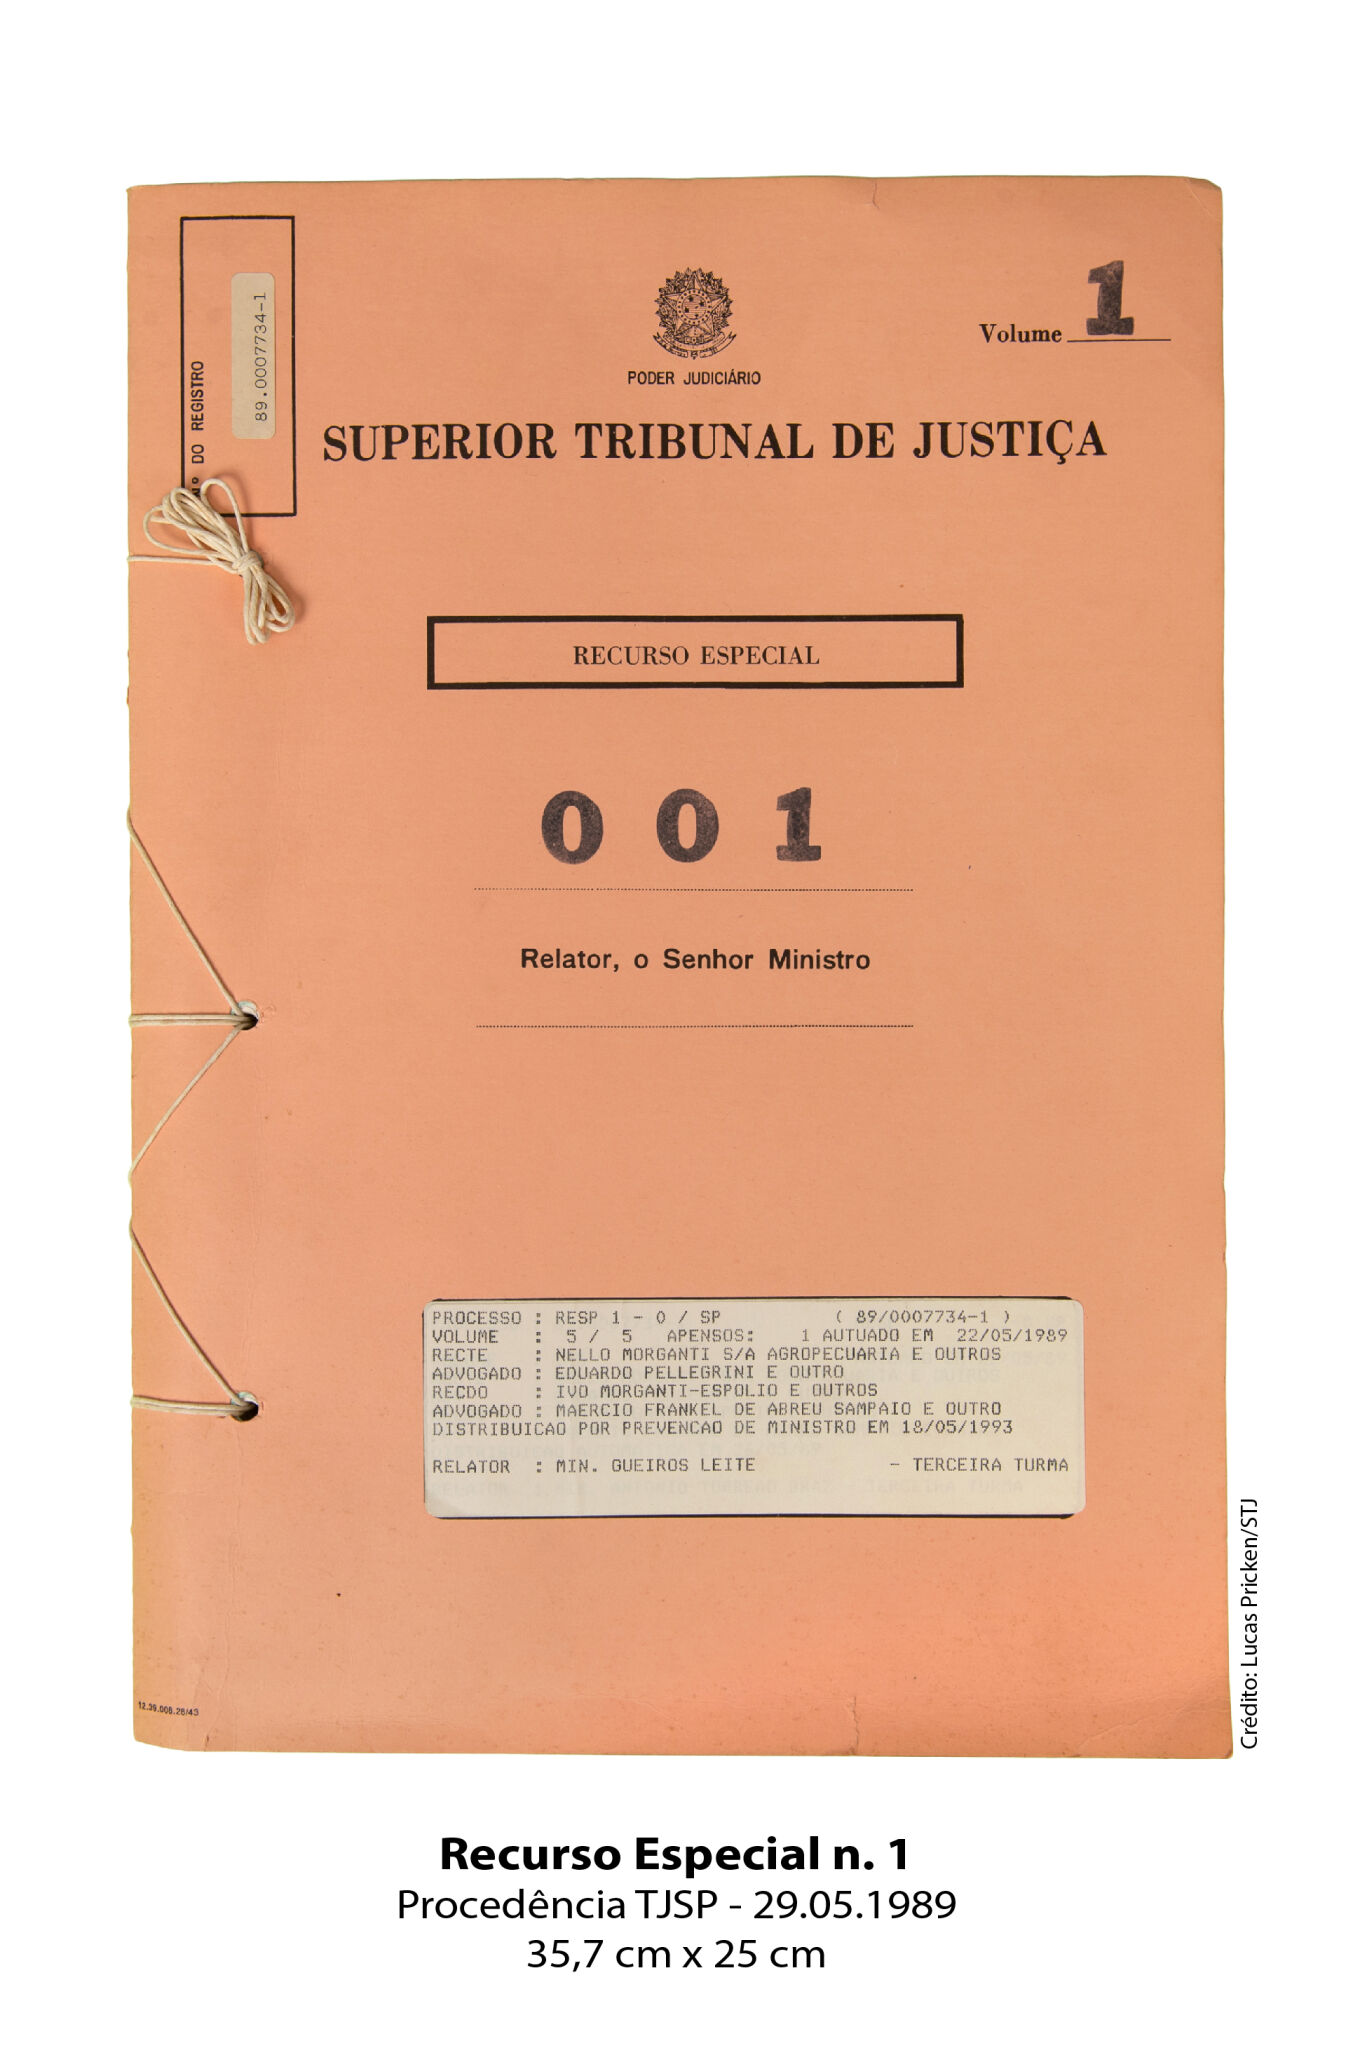 Nº DO REGISTRO
89.0007734-1
Volume 1
PODER JUDICIÁRIO
SUPERIOR TRIBUNAL DE JUSTIÇA
RECURSO ESPECIAL
001
Relator, o Senhor Ministro
PROCESSO : RESP 1 - 0 / SP ( 89/0007734-1 )
VOLUME : 5 / 5 APENSOS: 1 AUTUADO EM 22/05/1989
RECTE : NELLO MORGANTI S/A AGROPECUARIA E OUTROS
ADVOGADO : EDUARDO PELLEGRINI E OUTRO
RECDO : IVO MORGANTI-ESPOLIO E OUTROS
ADVOGADO : MAERCIO FRANKEL DE ABREU SAMPAIO E OUTRO
DISTRIBUICAO POR PREVENCAO DE MINISTRO EM 18/05/1993
RELATOR : MIN. GUEIROS LEITE - TERCEIRA TURMA
12.39.008.26/43
Crédito: Lucas Pricken/STJ
Recurso Especial n. 1
Procedência TJSP - 29.05.1989
35,7 cm x 25 cm